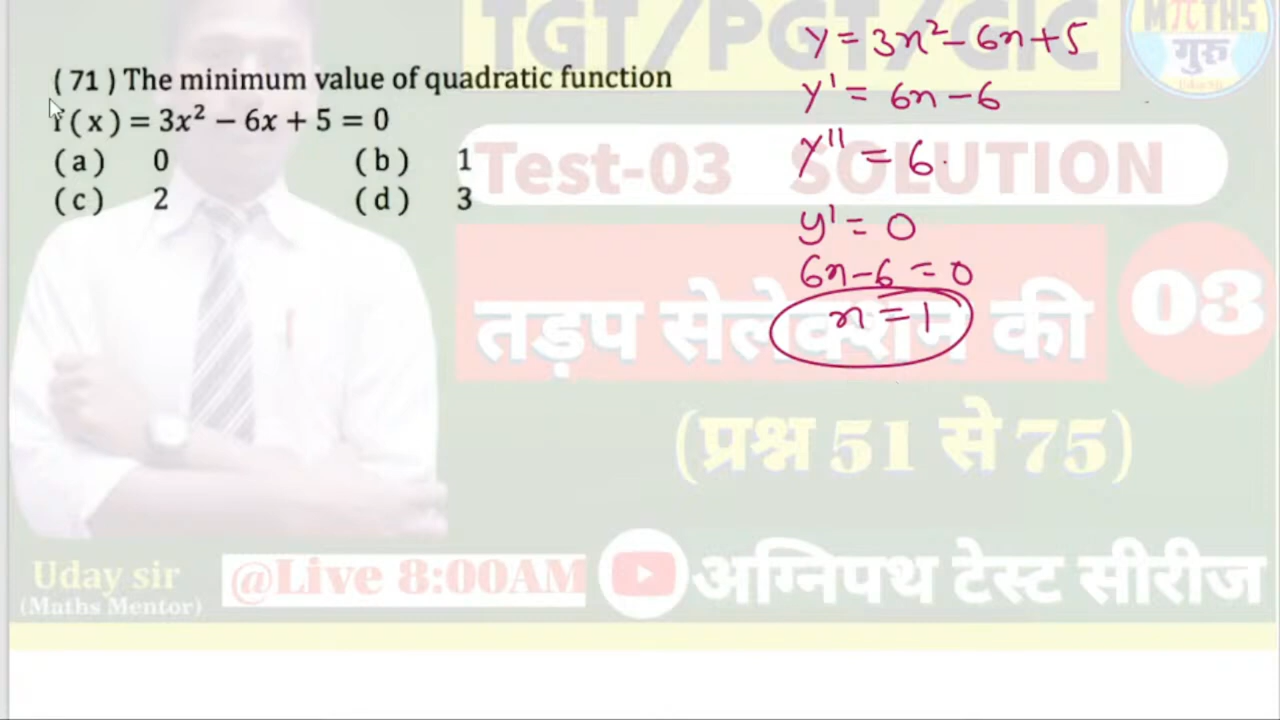 TGT/PGT/GIC
MπTHS
गुरु
( 71 ) The minimum value of quadratic function
f ( x ) = 3x² − 6x + 5 = 0
( a ) 0 ( b ) 1
( c ) 2 ( d ) 3
y = 3x² - 6x + 5
y' = 6x - 6
y'' = 6.
y' = 0
6x - 6 = 0
x = 1
Test-03 SOLUTION
तड़प सेलेक्शन की 03
(प्रश्न 51 से 75)
Uday sir
(Maths Mentor)
@Live 8:00AM
अग्निपथ टेस्ट सीरीज